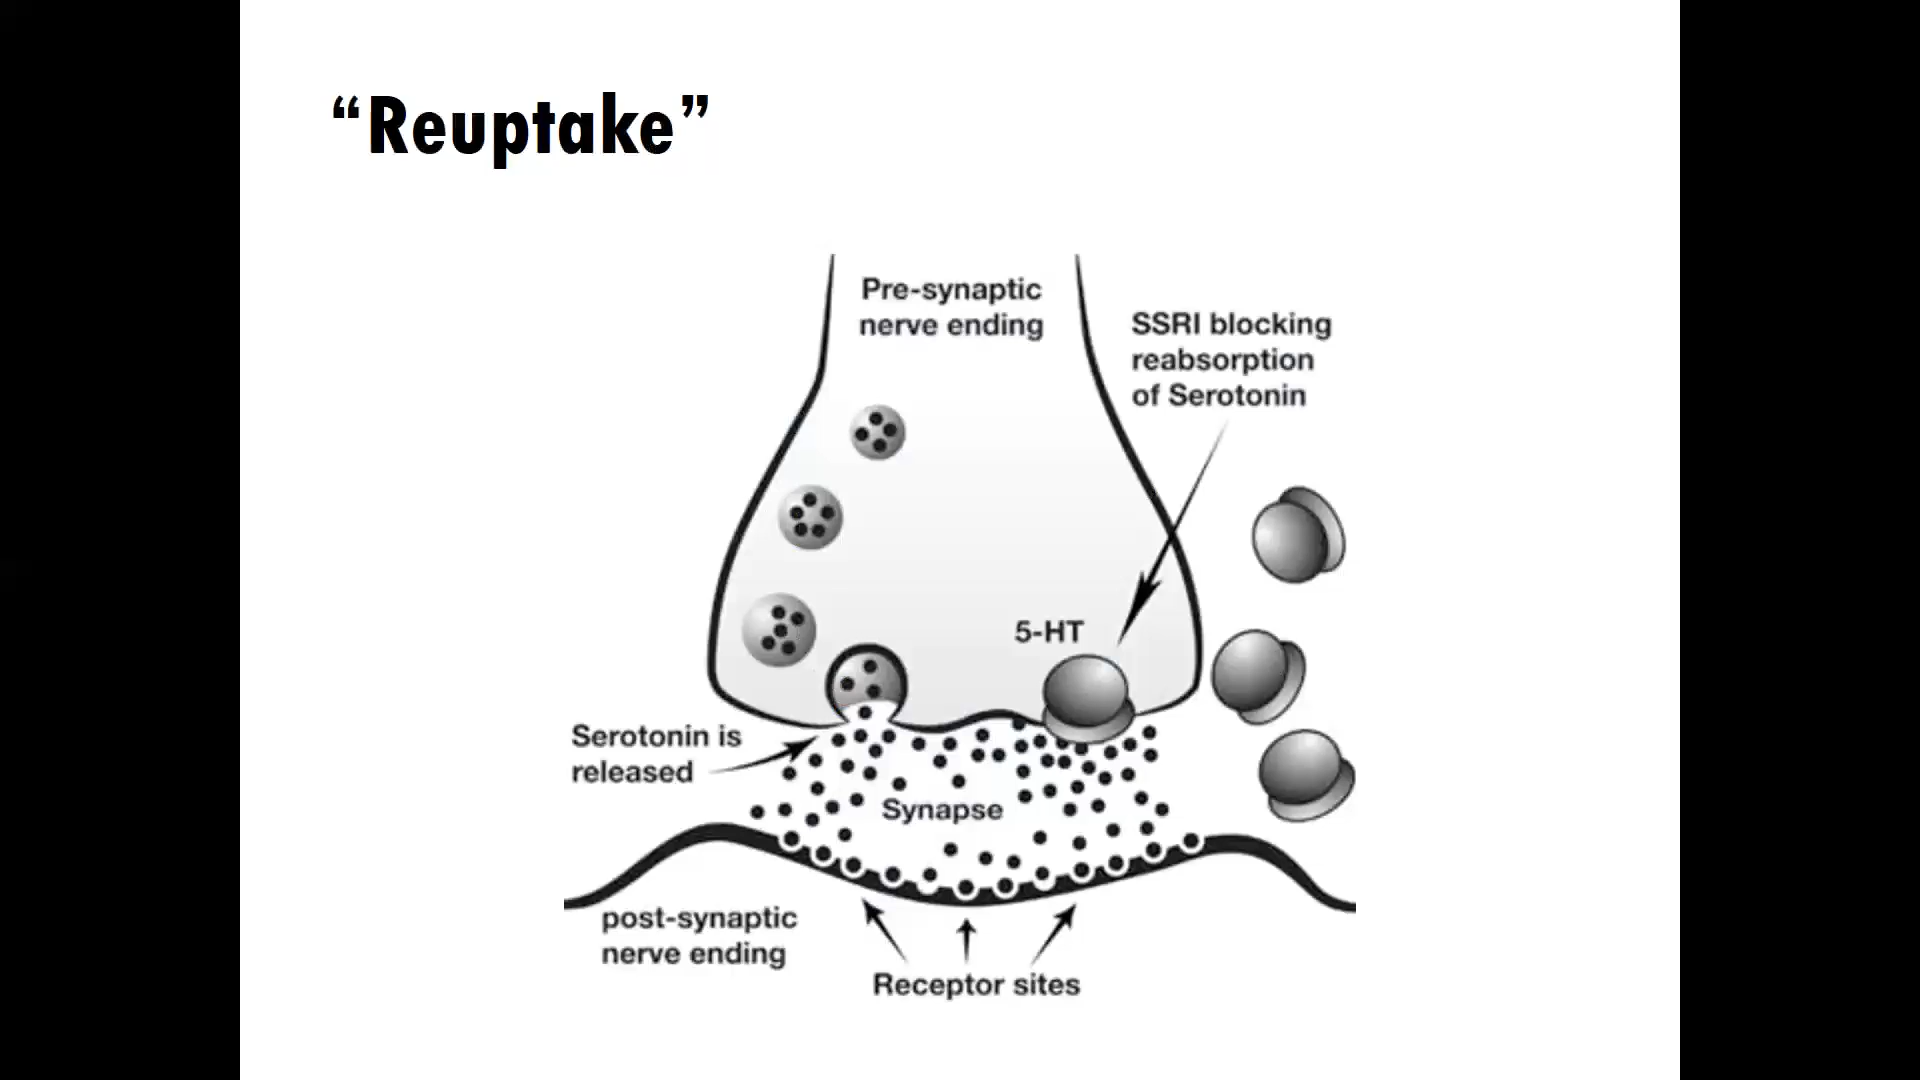 “Reuptake”
Pre-synaptic
nerve ending
SSRI blocking
reabsorption
of Serotonin
5-HT
Serotonin is
released
Synapse
post-synaptic
nerve ending
Receptor sites